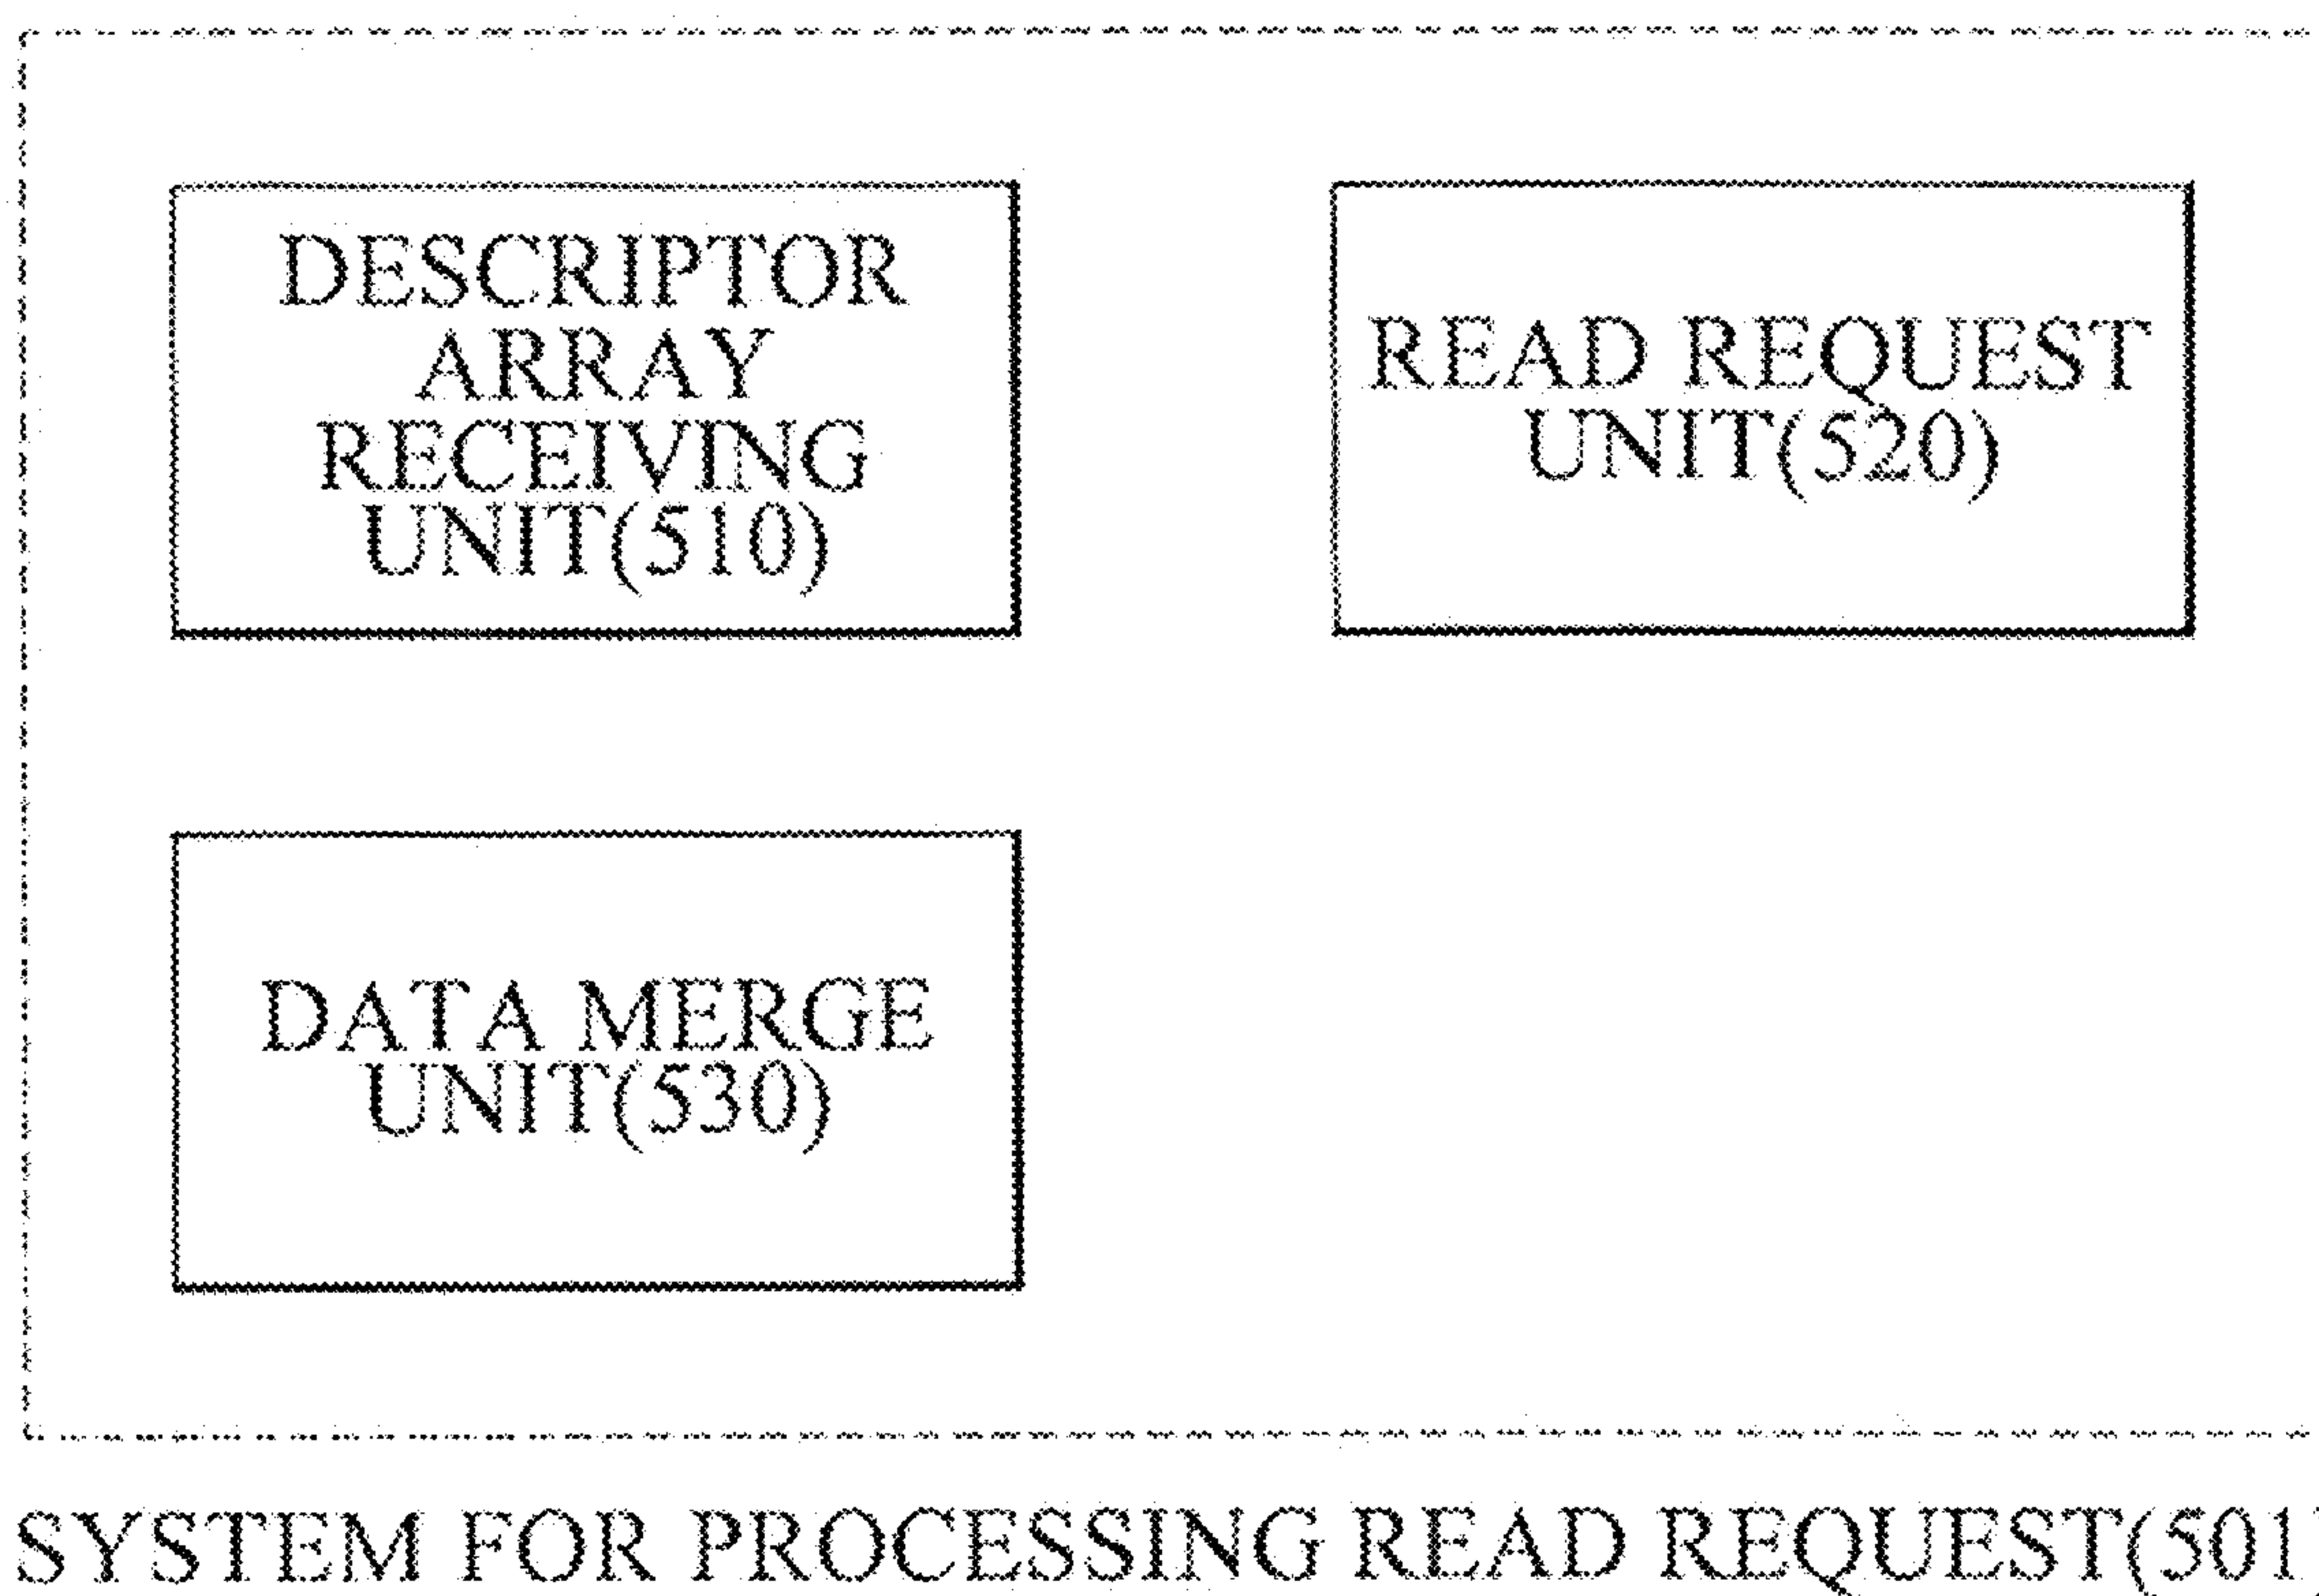 DESCRIPTOR
ARRAY
RECEIVING
UNIT(510)
READ REQUEST
UNIT(520)
DATA MERGE
UNIT(530)
SYSTEM FOR PROCESSING READ REQUEST(501